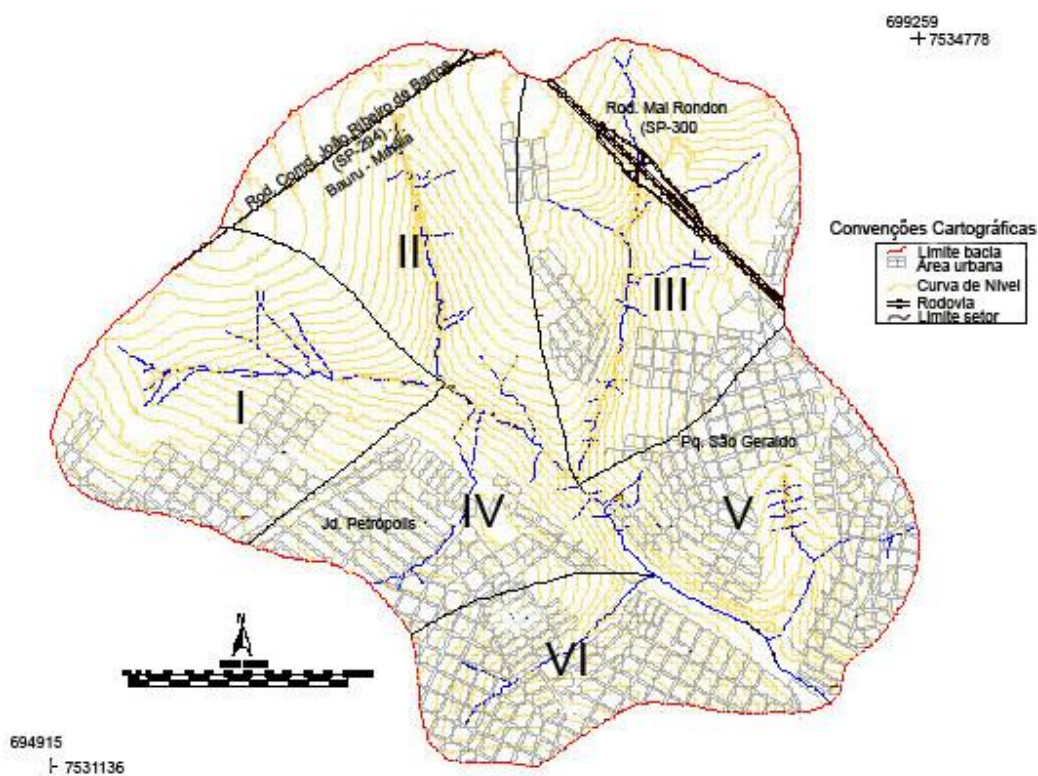 699259
7534778
Rod. Comd. João Ribeiro de Barros
(SP-294)
Bauru - Marília
Rod. Mal Rondon
(SP-300
Convenções Cartográficas
Limite bacia
Área urbana
Curva de Nível
Rodovia
Limite setor
II
III
I
Pq. São Geraldo
IV
V
Jd. Petrópolis
N
VI
694915
7531136